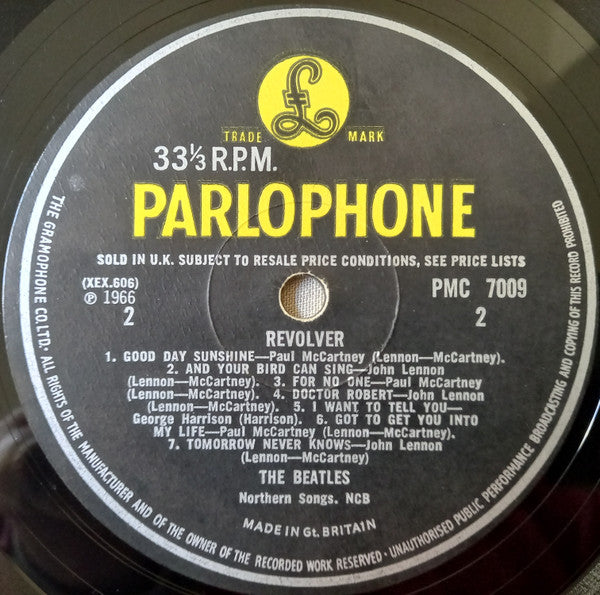 £
TRADE MARK
33⅓ R.P.M.
PARLOPHONE
SOLD IN U.K. SUBJECT TO RESALE PRICE CONDITIONS, SEE PRICE LISTS
(XEX.606) PMC 7009
Ⓟ 1966
2 2
REVOLVER
1. GOOD DAY SUNSHINE—Paul McCartney (Lennon—McCartney).
2. AND YOUR BIRD CAN SING—John Lennon
(Lennon—McCartney). 3. FOR NO ONE—Paul McCartney
(Lennon—McCartney). 4. DOCTOR ROBERT—John Lennon
(Lennon—McCartney). 5. I WANT TO TELL YOU—
George Harrison (Harrison). 6. GOT TO GET YOU INTO
MY LIFE—Paul McCartney (Lennon—McCartney).
7. TOMORROW NEVER KNOWS—John Lennon
(Lennon—McCartney)
THE BEATLES
Northern Songs. NCB
MADE IN Gt. BRITAIN
THE GRAMOPHONE CO. LTD. · ALL RIGHTS OF THE MANUFACTURER AND OF THE OWNER OF THE RECORDED WORK RESERVED · UNAUTHORISED PUBLIC PERFORMANCE BROADCASTING AND COPYING OF THIS RECORD PROHIBITED